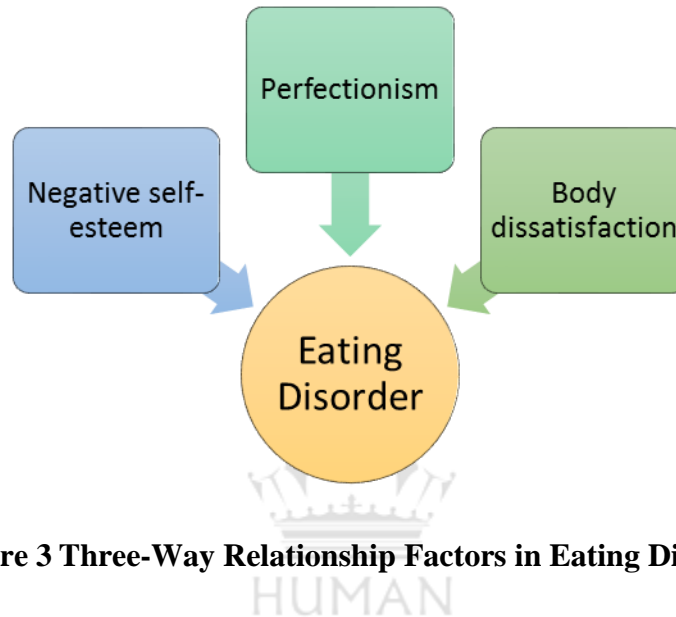 Perfectionism
Negative self-
esteem
Body
dissatisfaction
Eating
Disorder
re 3 Three-Way Relationship Factors in Eating Di
HUMAN